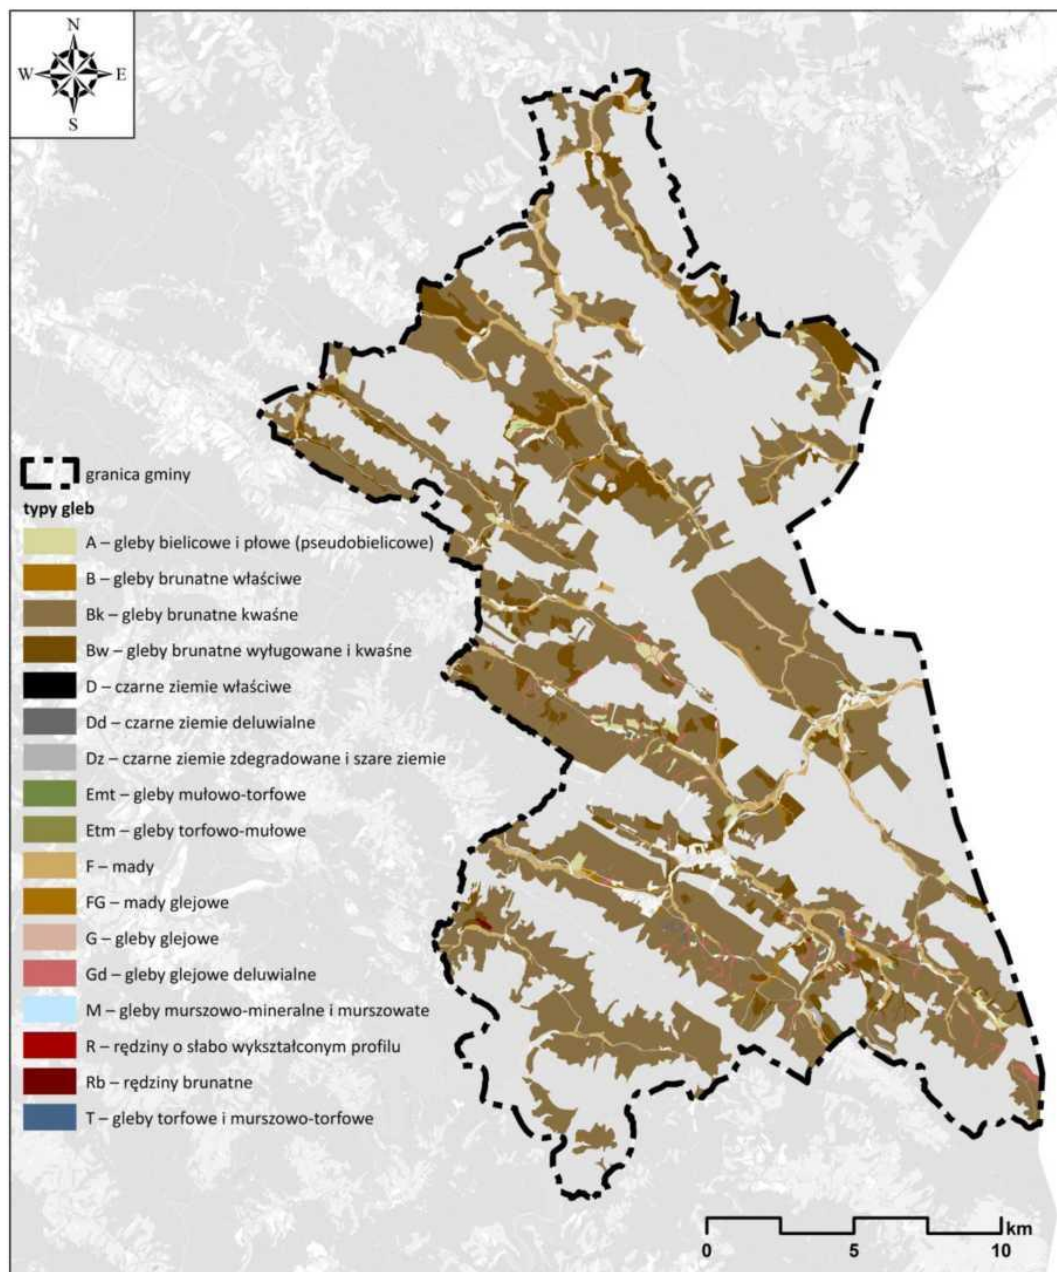 N
W E
S
granica gminy
typy gleb
A – gleby bielicowe i płowe (pseudobielicowe)
B – gleby brunatne właściwe
Bk – gleby brunatne kwaśne
Bw – gleby brunatne wyługowane i kwaśne
D – czarne ziemie właściwe
Dd – czarne ziemie deluwialne
Dz – czarne ziemie zdegradowane i szare ziemie
Emt – gleby mułowo-torfowe
Etm – gleby torfowo-mułowe
F – mady
FG – mady glejowe
G – gleby glejowe
Gd – gleby glejowe deluwialne
M – gleby murszowo-mineralne i murszowate
R – rędziny o słabo wykształconym profilu
Rb – rędziny brunatne
T – gleby torfowe i murszowo-torfowe
km
0 5 10